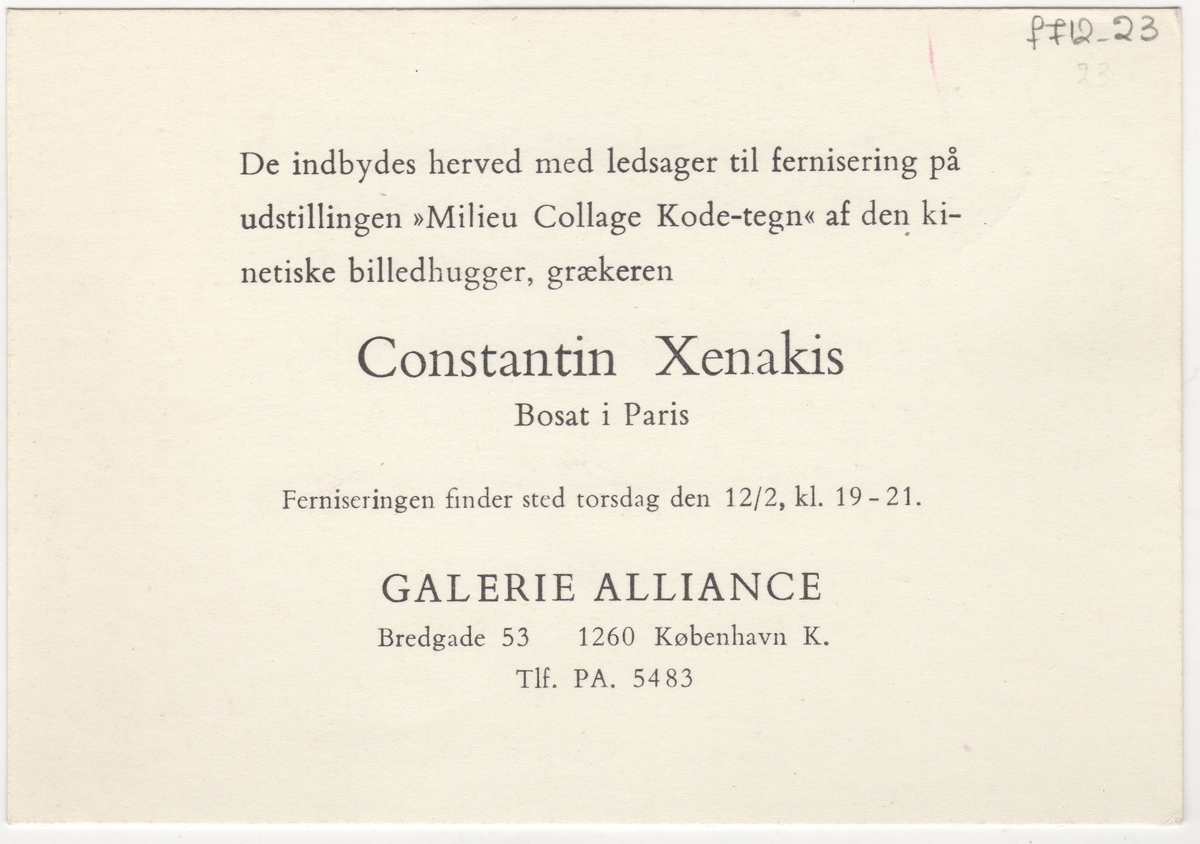 f712-23
23
De indbydes herved med ledsager til fernisering på
udstillingen »Milieu Collage Kode-tegn« af den ki-
netiske billedhugger, grækeren
Constantin Xenakis
Bosat i Paris
Ferniseringen finder sted torsdag den 12/2, kl. 19 - 21.
GALERIE ALLIANCE
Bredgade 53 1260 København K.
Tlf. PA. 5483